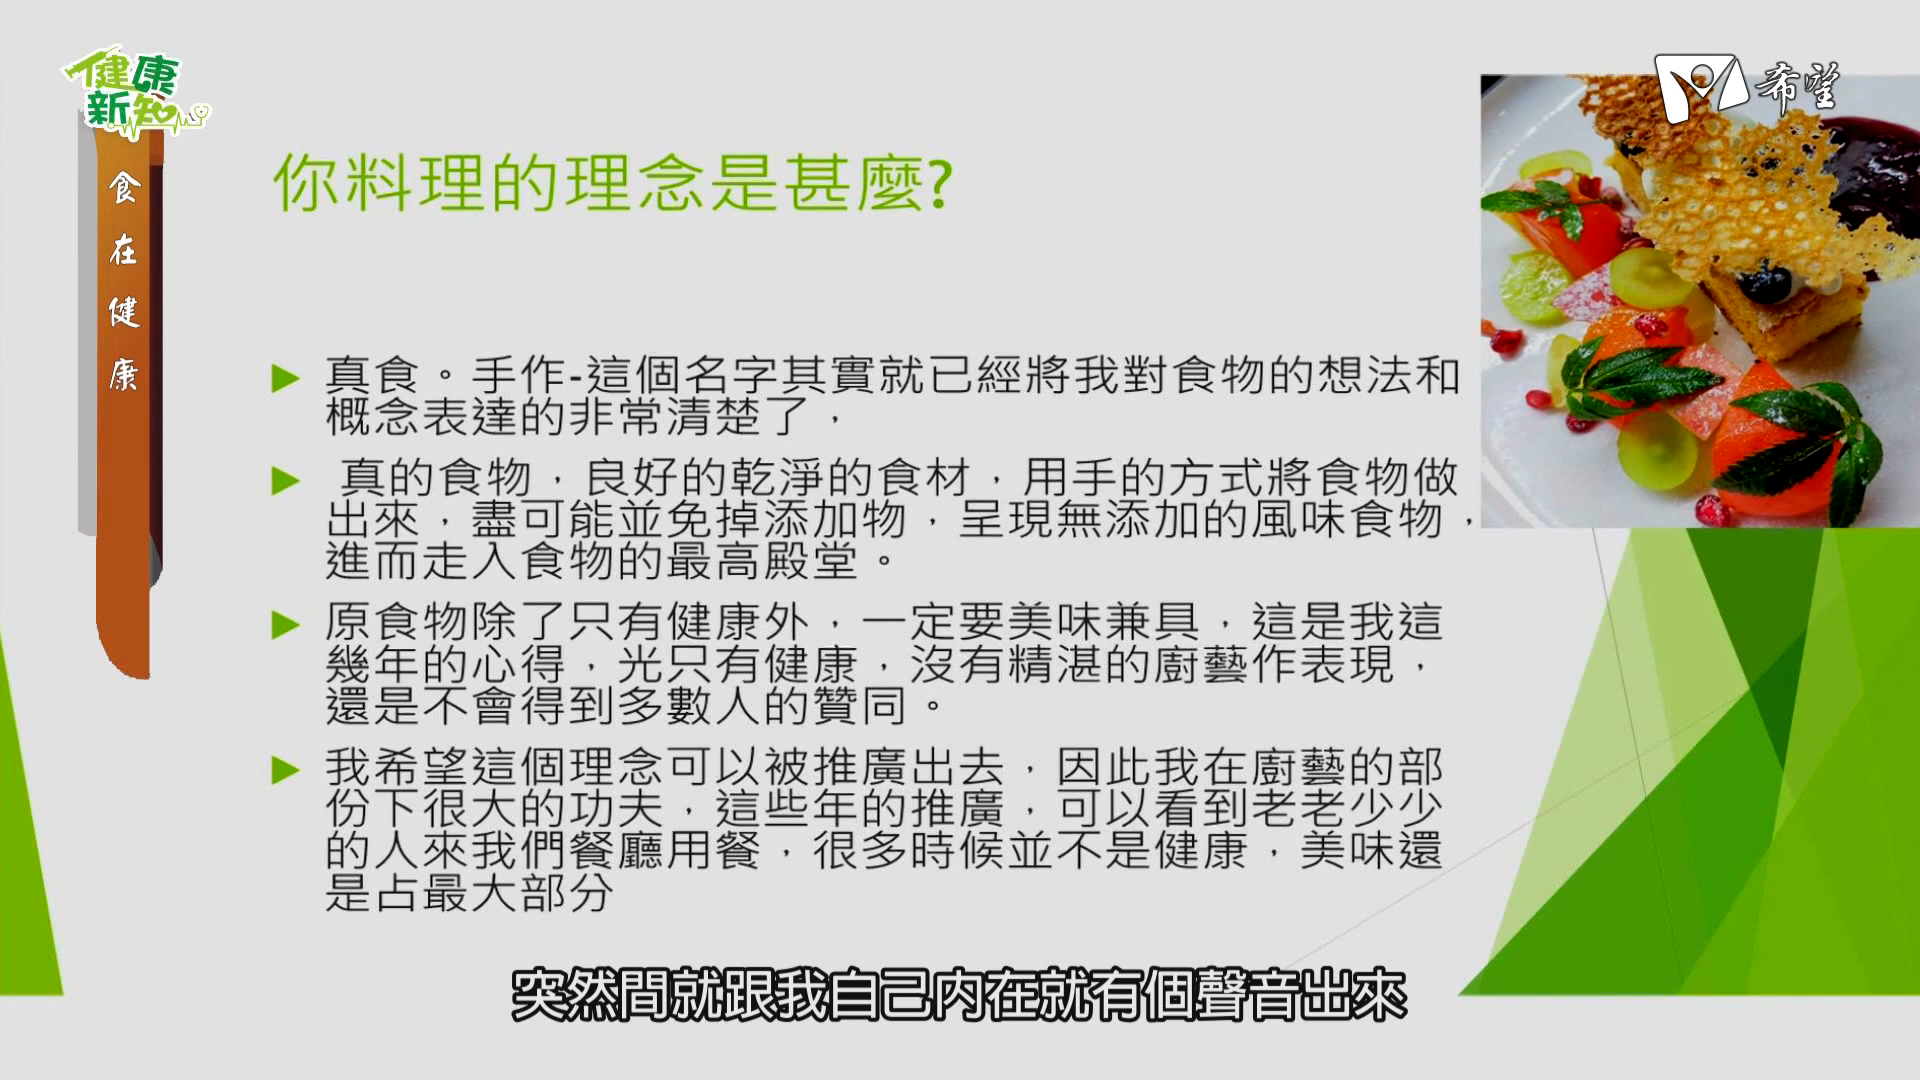 健康
新知
希望
食在健康
你料理的理念是甚麼?
真食。手作-這個名字其實就已經將我對食物的想法和
概念表達的非常清楚了，
真的食物，良好的乾淨的食材，用手的方式將食物做
出來，盡可能並免掉添加物，呈現無添加的風味食物，
進而走入食物的最高殿堂。
原食物除了只有健康外，一定要美味兼具，這是我這
幾年的心得，光只有健康，沒有精湛的廚藝作表現，
還是不會得到多數人的贊同。
我希望這個理念可以被推廣出去，因此我在廚藝的部
份下很大的功夫，這些年的推廣，可以看到老老少少
的人來我們餐廳用餐，很多時候並不是健康，美味還
是占最大部分
突然間就跟我自己內在就有個聲音出來